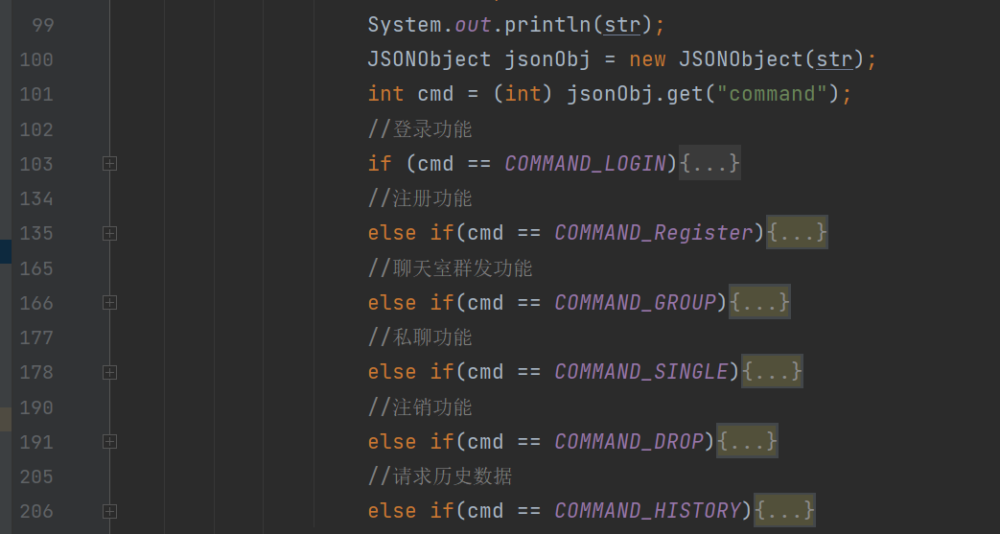 99 System.out.println(str);
100 JSONObject jsonObj = new JSONObject(str);
101 int cmd = (int) jsonObj.get("command");
102 //登录功能
103 if (cmd == COMMAND_LOGIN){...}
134 //注册功能
135 else if(cmd == COMMAND_Register){...}
165 //聊天室群发功能
166 else if(cmd == COMMAND_GROUP){...}
177 //私聊功能
178 else if(cmd == COMMAND_SINGLE){...}
190 //注销功能
191 else if(cmd == COMMAND_DROP){...}
205 //请求历史数据
206 else if(cmd == COMMAND_HISTORY){...}